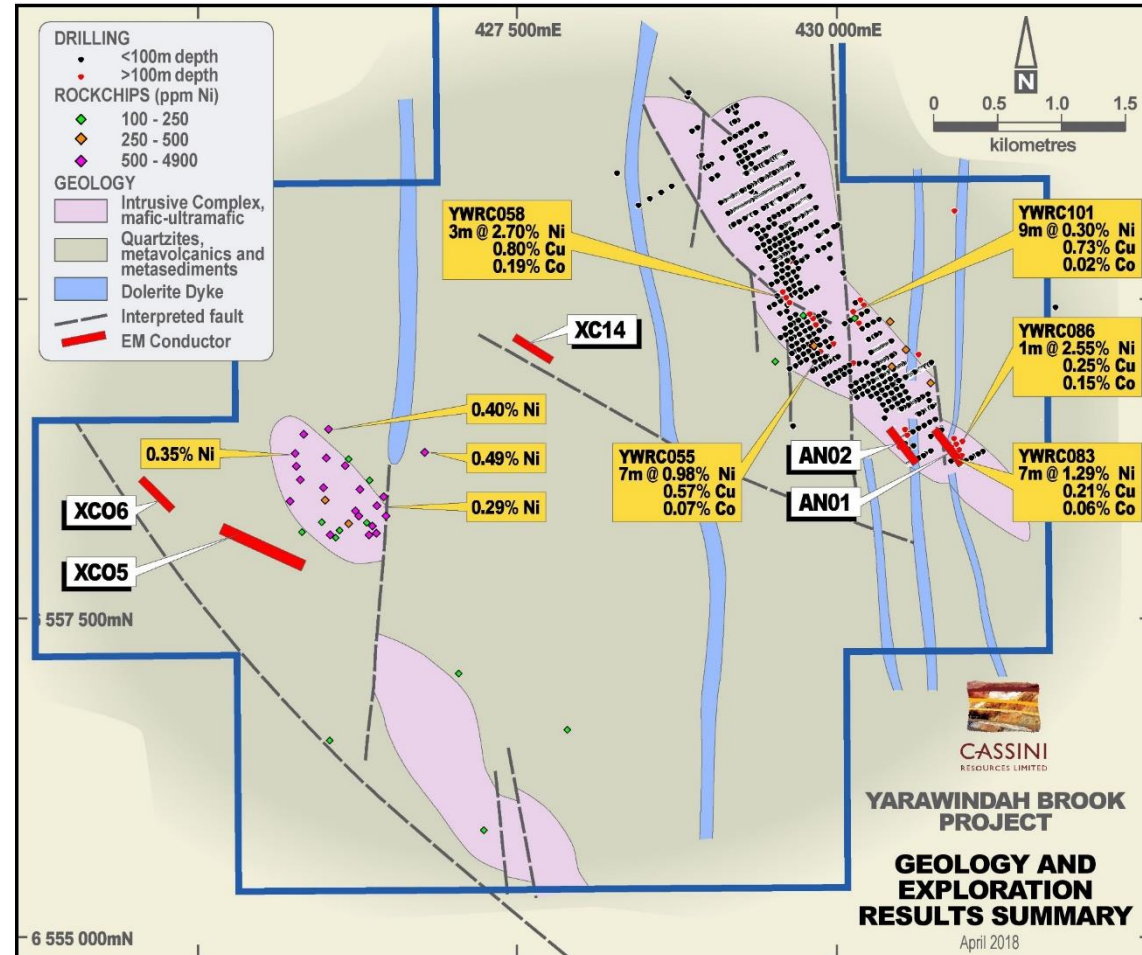 427 500mE
430 000mE
DRILLING
<100m depth
>100m depth
ROCKCHIPS (ppm Ni)
100 - 250
250 - 500
500 - 4900
GEOLOGY
Intrusive Complex,
mafic-ultramafic
Quartzites,
metavolcanics and
metasediments
Dolerite Dyke
Interpreted fault
EM Conductor
N
0 0.5 1.0 1.5
kilometres
YWRC058
3m @ 2.70% Ni
0.80% Cu
0.19% Co
YWRC101
9m @ 0.30% Ni
0.73% Cu
0.02% Co
XC14
YWRC086
1m @ 2.55% Ni
0.25% Cu
0.15% Co
0.40% Ni
0.35% Ni
0.49% Ni
0.29% Ni
YWRC055
7m @ 0.98% Ni
0.57% Cu
0.07% Co
AN02
AN01
YWRC083
7m @ 1.29% Ni
0.21% Cu
0.06% Co
XC06
XC05
6 557 500mN
CASSINI
RESOURCES LIMITED
YARAWINDAH BROOK
PROJECT
GEOLOGY AND
EXPLORATION
RESULTS SUMMARY
April 2018
6 555 000mN